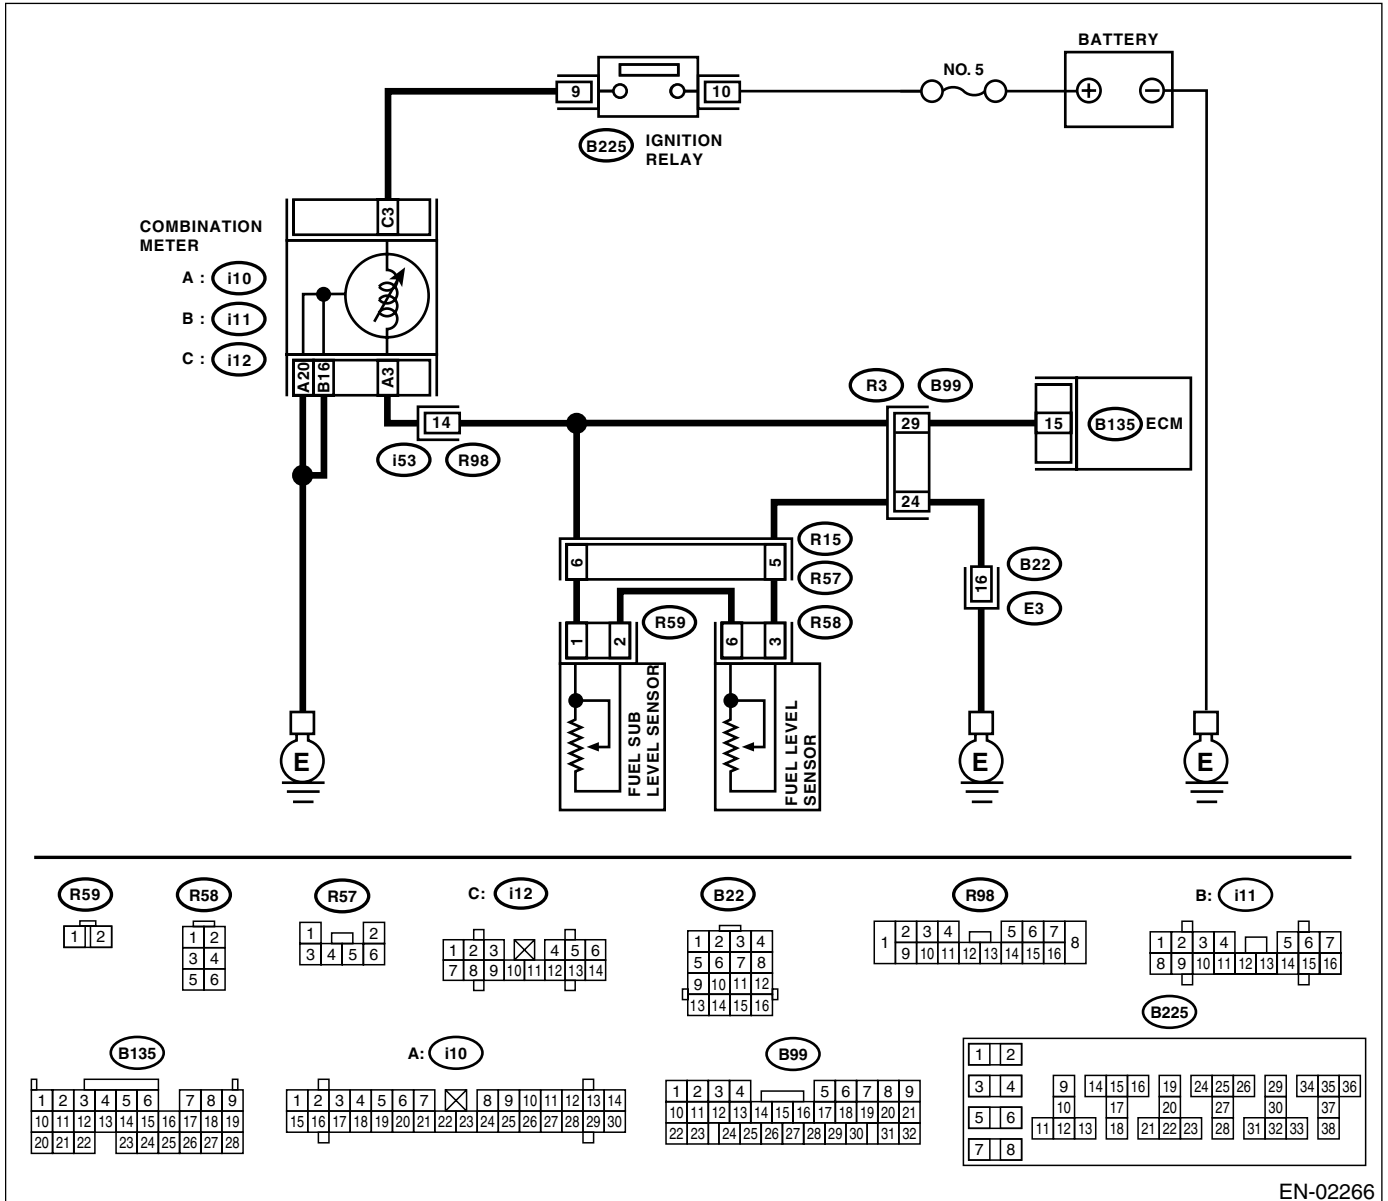 BATTERY
NO. 5
9
10
B225
IGNITION
RELAY
C3
COMBINATION
METER
A : i10
B : i11
C : i12
A20
B16
A3
R3
B99
14
29
15
B135
ECM
i53
R98
24
R15
6
5
R57
B22
16
E3
R59
R58
1
2
6
3
FUEL SUB
LEVEL SENSOR
FUEL LEVEL
SENSOR
E
E
E
R59
R58
R57
C: i12
B22
R98
B: i11
1 2
1 2
3 4
5 6
1 2
3 4 5 6
1 2 3 4 5 6
7 8 9 10 11 12 13 14
1 2 3 4
5 6 7 8
9 10 11 12
13 14 15 16
1 2 3 4 5 6 7 8
9 10 11 12 13 14 15 16
1 2 3 4 5 6 7
8 9 10 11 12 13 14 15 16
B225
B135
A: i10
B99
1 2 3 4 5 6 7 8 9
10 11 12 13 14 15 16 17 18 19
20 21 22 23 24 25 26 27 28
1 2 3 4 5 6 7 8 9 10 11 12 13 14
15 16 17 18 19 20 21 22 23 24 25 26 27 28 29 30
1 2 3 4 5 6 7 8 9
10 11 12 13 14 15 16 17 18 19 20 21
22 23 24 25 26 27 28 29 30 31 32
1 2
3 4
5 6
7 8
9 14 15 16 19 24 25 26 29 34 35 36
10 17 20 27 30 37
11 12 13 18 21 22 23 28 31 32 33 38
EN-02266